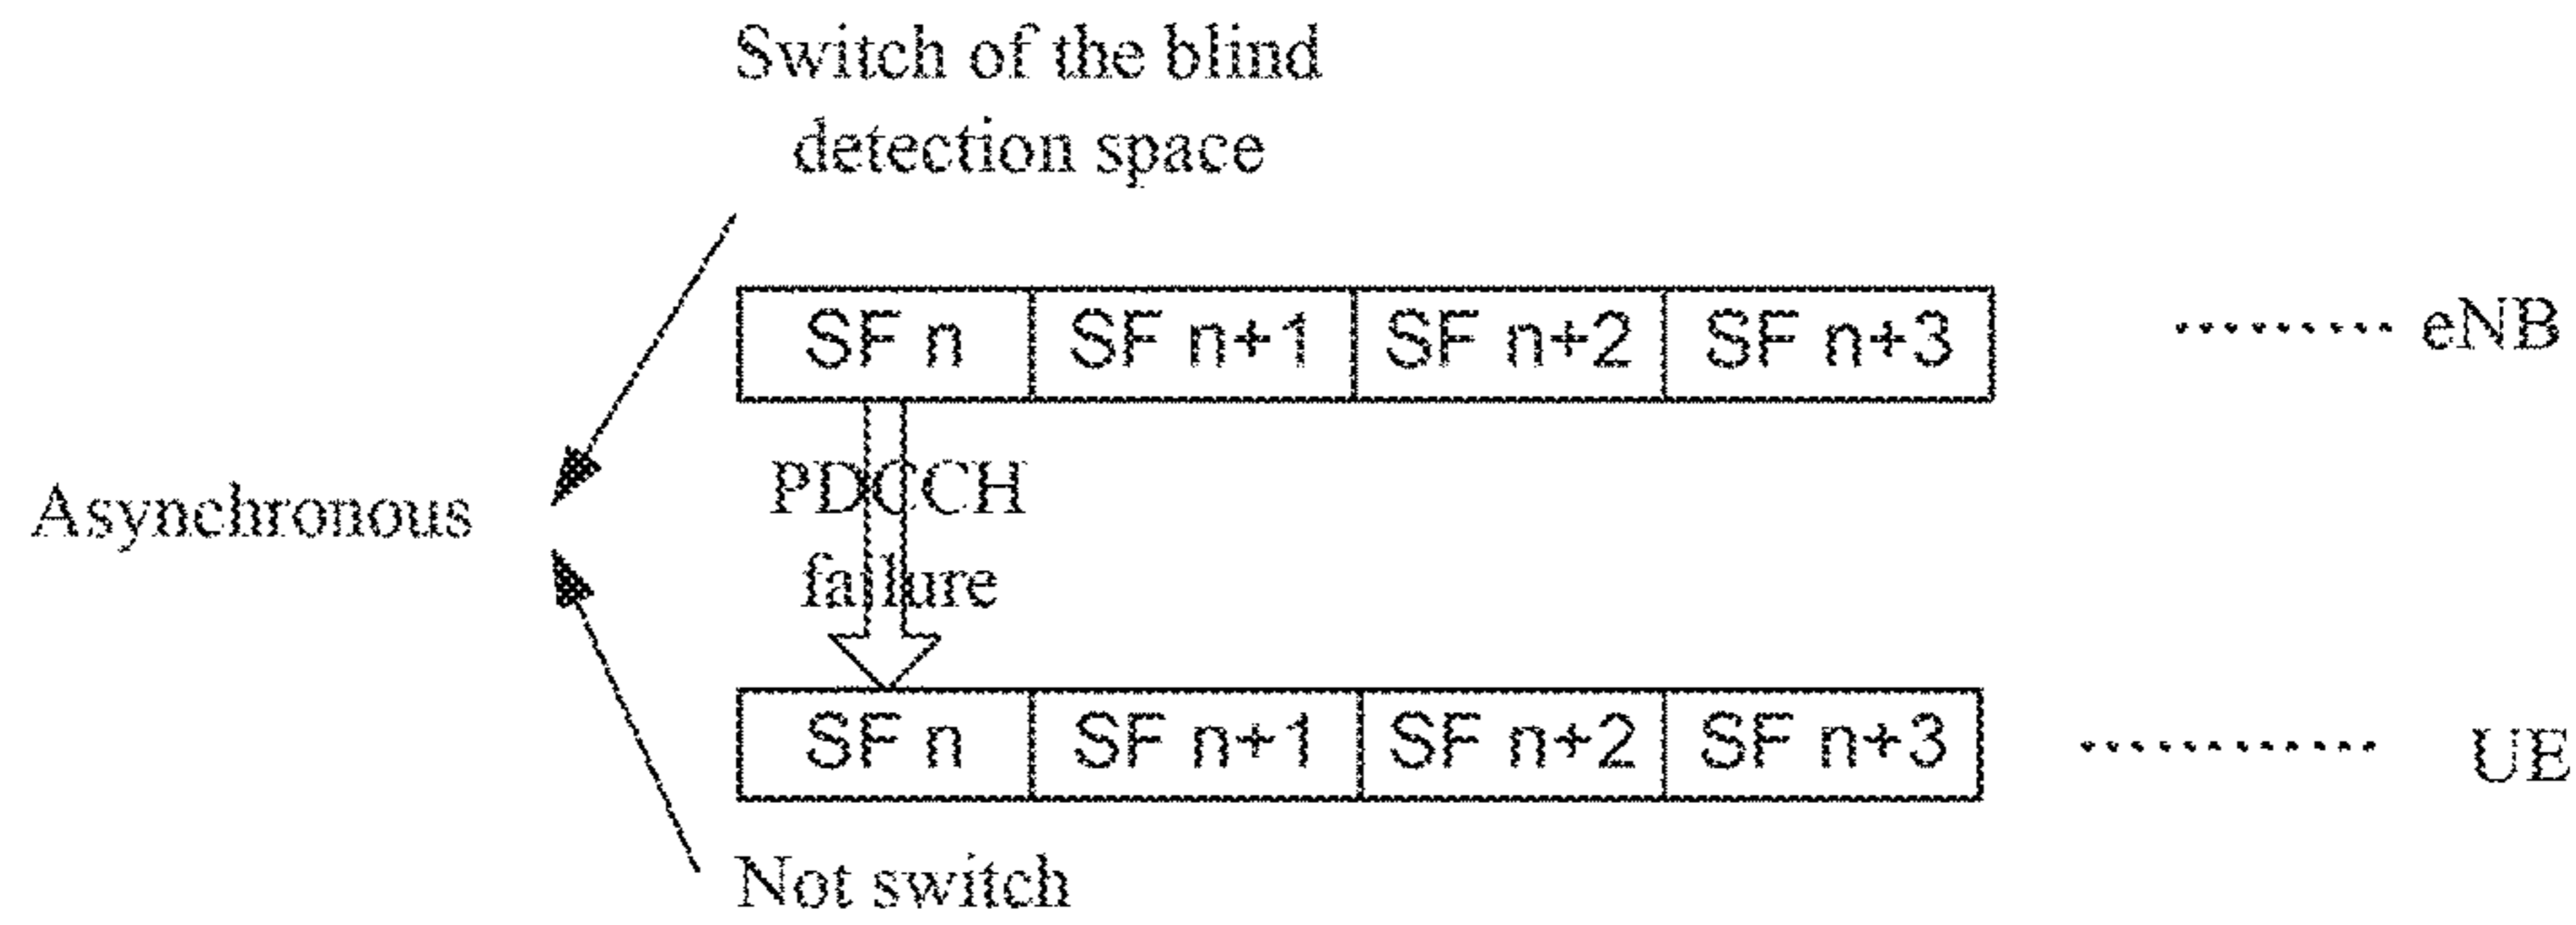 Switch of the blind
detection space
SF n SF n+1 SF n+2 SF n+3 eNB
PDCCH
Asynchronous
failure
SF n SF n+1 SF n+2 SF n+3 UE
Not switch